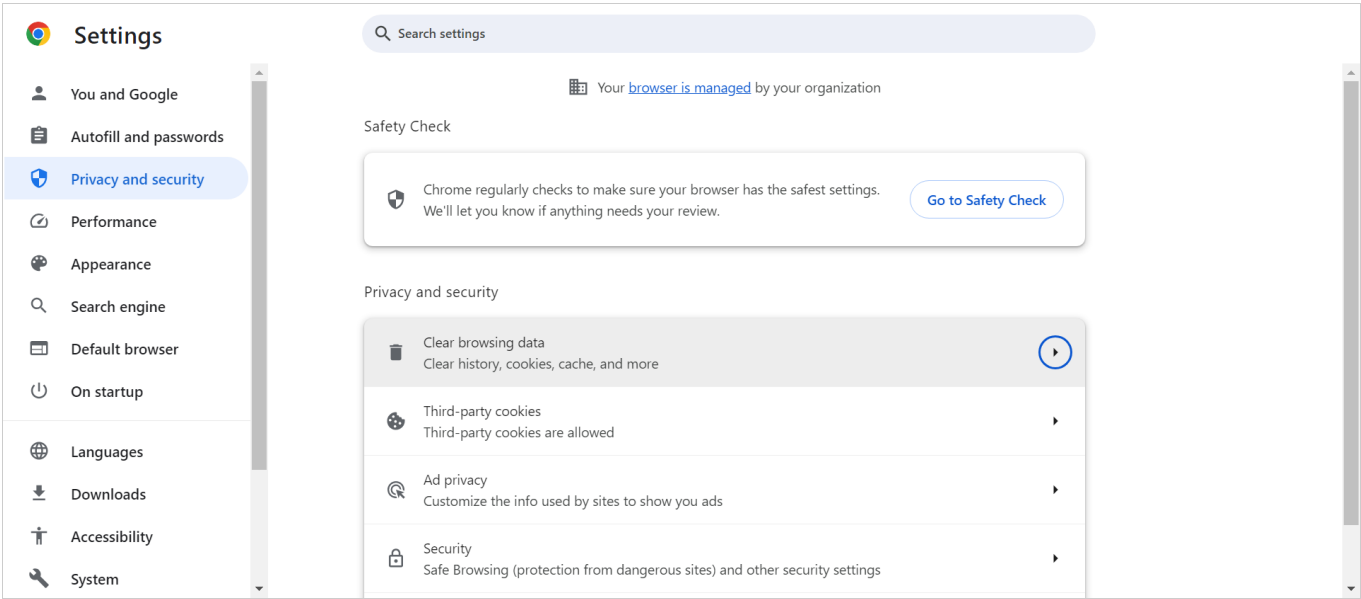 Settings
Search settings
You and Google
Autofill and passwords
Privacy and security
Performance
Appearance
Search engine
Default browser
On startup
Languages
Downloads
Accessibility
System
Your browser is managed by your organization
Safety Check
Chrome regularly checks to make sure your browser has the safest settings.
We'll let you know if anything needs your review.
Go to Safety Check
Privacy and security
Clear browsing data
Clear history, cookies, cache, and more
Third-party cookies
Third-party cookies are allowed
Ad privacy
Customize the info used by sites to show you ads
Security
Safe Browsing (protection from dangerous sites) and other security settings